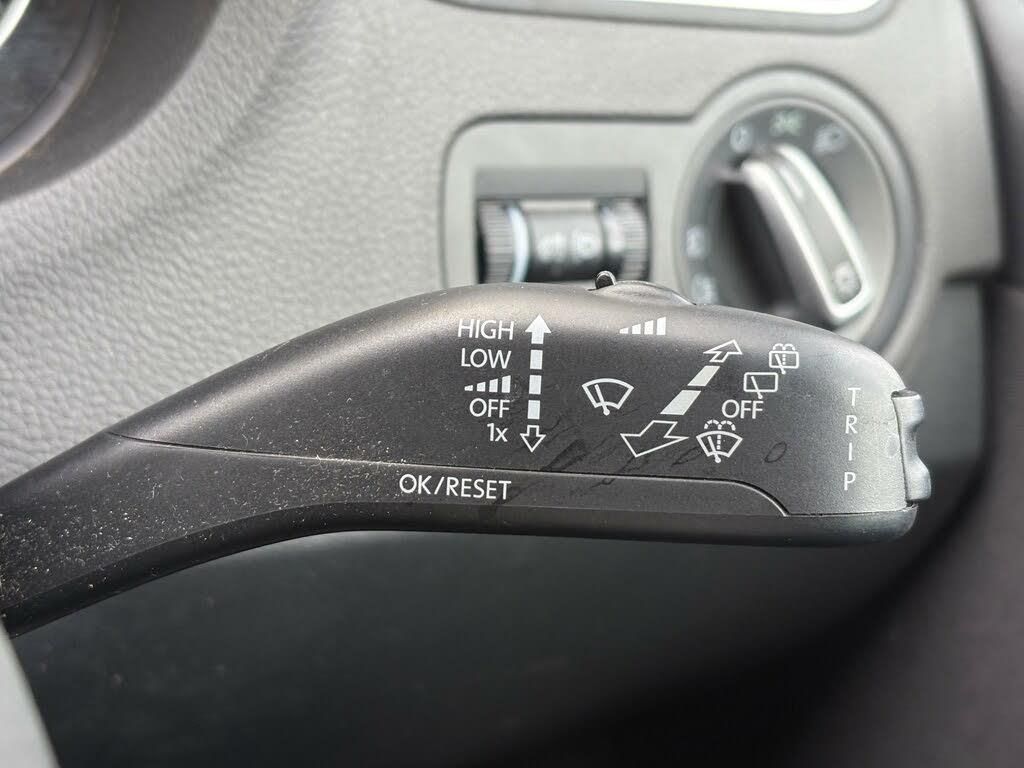 HIGH
LOW
OFF
1x
OFF
TRIP
OK/RESET